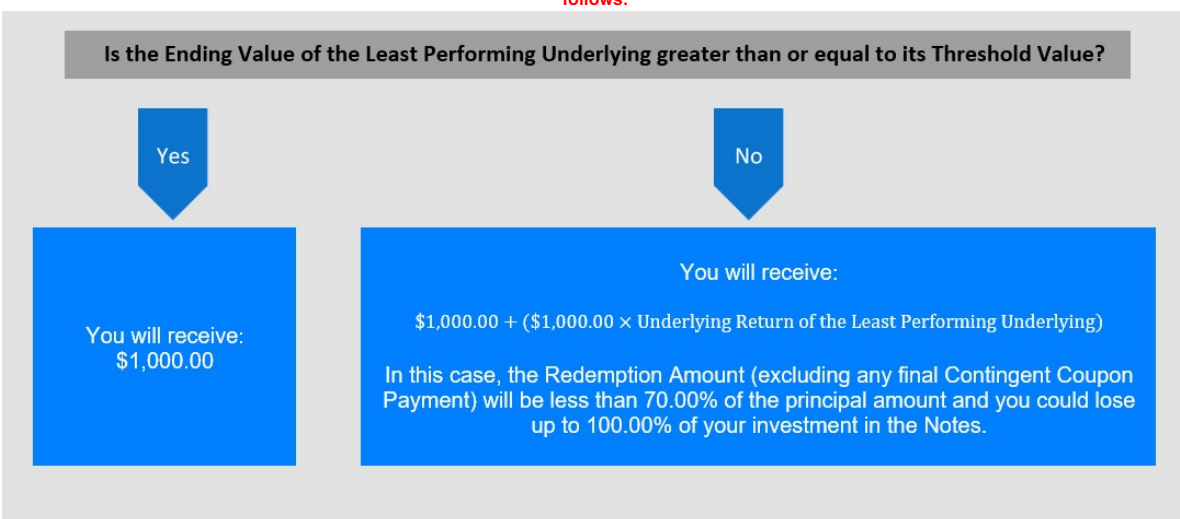 follows:
Is the Ending Value of the Least Performing Underlying greater than or equal to its Threshold Value?
Yes
No
You will receive:
$1,000.00
You will receive:
$1,000.00 + ($1,000.00 × Underlying Return of the Least Performing Underlying)
In this case, the Redemption Amount (excluding any final Contingent Coupon
Payment) will be less than 70.00% of the principal amount and you could lose
up to 100.00% of your investment in the Notes.